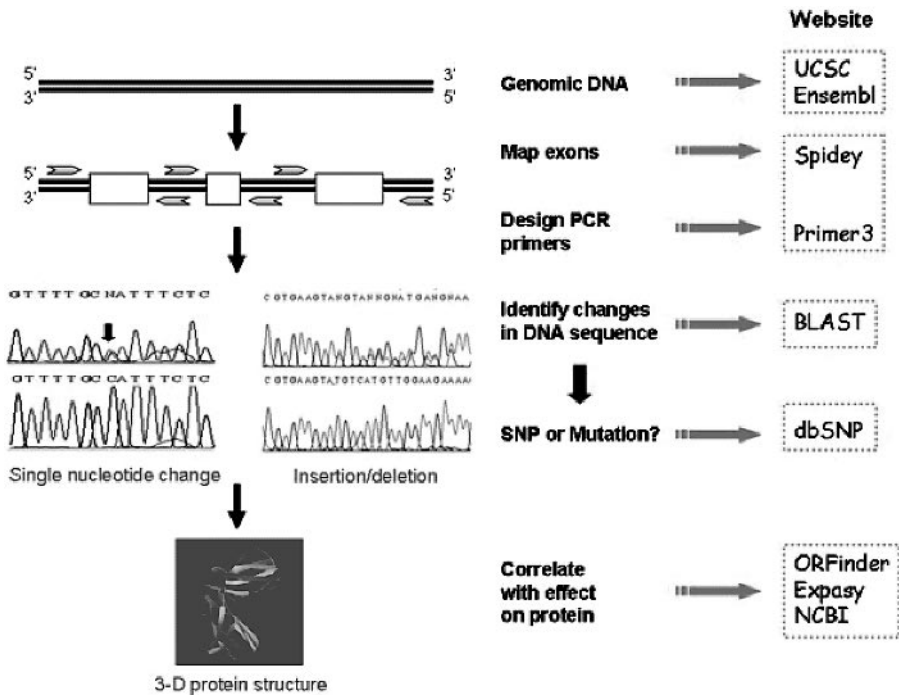 Website
5' 3'
3' 5'
Genomic DNA
UCSC
Ensembl
5' 3'
3' 5'
Map exons
Spidey
Design PCR
primers
Primer3
G T T T T G C N A T T T C T C
C G T G A A G T A N G T A N N G N A T G A N G N A A
Identify changes
in DNA sequence
BLAST
G T T T T G C C A T T T C T C
C G T G A A G T A T G T C A T G T T G G A A G A A A A
SNP or Mutation?
dbSNP
Single nucleotide change
Insertion/deletion
Correlate
with effect
on protein
ORFinder
Expasy
NCBI
3-D protein structure